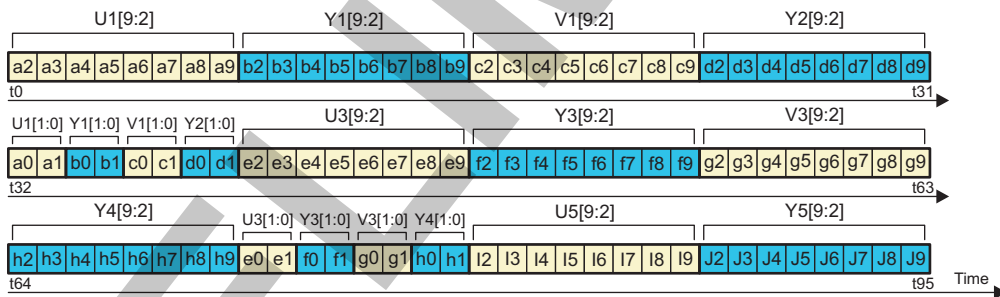 U1[9:2] Y1[9:2] V1[9:2] Y2[9:2]
a2 a3 a4 a5 a6 a7 a8 a9 b2 b3 b4 b5 b6 b7 b8 b9 c2 c3 c4 c5 c6 c7 c8 c9 d2 d3 d4 d5 d6 d7 d8 d9
t0 t31
U1[1:0] Y1[1:0] V1[1:0] Y2[1:0] U3[9:2] Y3[9:2] V3[9:2]
a0 a1 b0 b1 c0 c1 d0 d1 e2 e3 e4 e5 e6 e7 e8 e9 f2 f3 f4 f5 f6 f7 f8 f9 g2 g3 g4 g5 g6 g7 g8 g9
t32 t63
Y4[9:2] U3[1:0] Y3[1:0] V3[1:0] Y4[1:0] U5[9:2] Y5[9:2]
h2 h3 h4 h5 h6 h7 h8 h9 e0 e1 f0 f1 g0 g1 h0 h1 I2 I3 I4 I5 I6 I7 I8 I9 J2 J3 J4 J5 J6 J7 J8 J9
t64 t95 Time